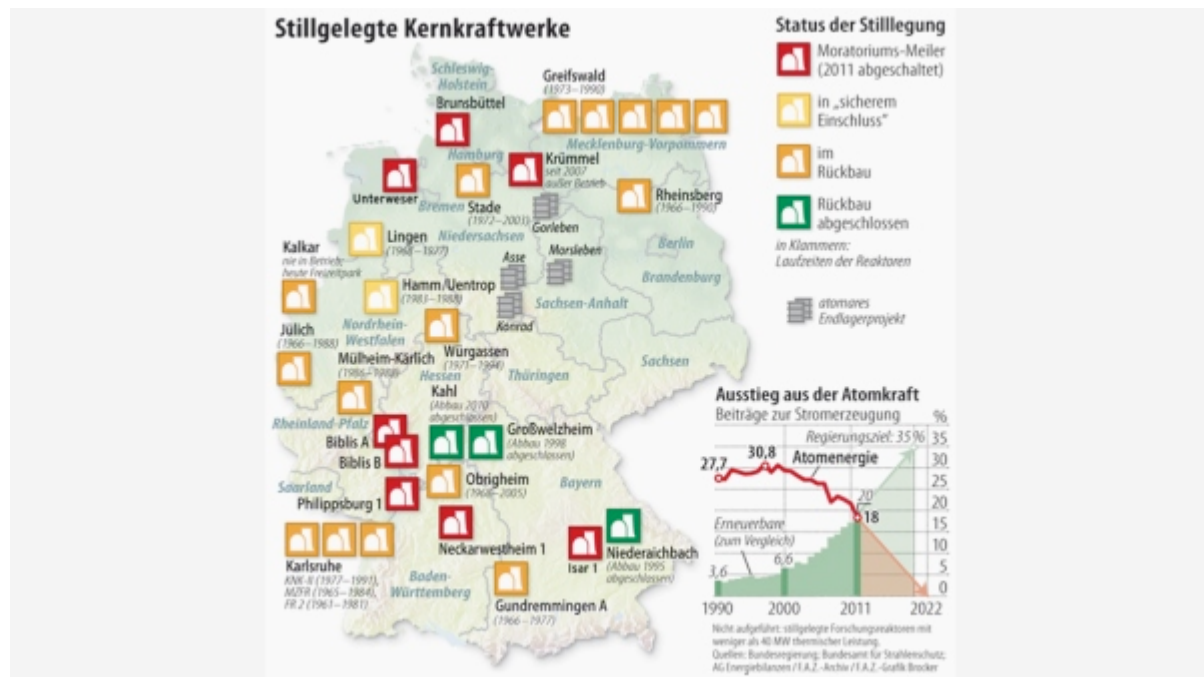 Stillgelegte Kernkraftwerke
Status der Stilllegung
Moratoriums-Meiler
(2011 abgeschaltet)
in „sicherem
Einschluss“
im
Rückbau
Rückbau
abgeschlossen
in Klammern:
Laufzeiten der Reaktoren
atomares
Endlagerprojekt
Schleswig-
Holstein
Brunsbüttel
Greifswald
(1973–1990)
Mecklenburg-Vorpommern
Hamburg
Krümmel
seit 2007
außer Betrieb
Unterweser
Bremen
Stade
(1972–2003)
Rheinsberg
(1966–1990)
Gorleben
Lingen
(1968–1977)
Niedersachsen
Morsleben
Asse
Berlin
Brandenburg
Kalkar
nie in Betrieb;
heute Freizeitpark
Hamm/Uentrop
(1983–1988)
Sachsen-Anhalt
Konrad
Jülich
(1966–1988)
Nordrhein-
Westfalen
Würgassen
(1971–1994)
Mülheim-Kärlich
(1986–1988)
Hessen
Thüringen
Sachsen
Kahl
(Abbau 2010
abgeschlossen)
Rheinland-Pfalz
Biblis A
Biblis B
Großwelzheim
(Abbau 1998
abgeschlossen)
Saarland
Philippsburg 1
Obrigheim
(1968–2005)
Bayern
Neckarwestheim 1
Isar 1
Niederaichbach
(Abbau 1995
abgeschlossen)
Karlsruhe
KNK-II (1977–1991),
MZFR (1965–1984),
FR 2 (1961–1981)
Baden-
Württemberg
Gundremmingen A
(1966–1977)
Ausstieg aus der Atomkraft
Beiträge zur Stromerzeugung %
Regierungsziel: 35 %
35
30
25
20
15
10
5
0
27,7
30,8
Atomenergie
20
18
Erneuerbare
(zum Vergleich)
3,6
6,6
1990 2000 2011 2022
Nicht aufgeführt: stillgelegte Forschungsreaktoren mit
weniger als 40 MW thermischer Leistung.
Quellen: Bundesregierung; Bundesamt für Strahlenschutz;
AG Energiebilanzen / F.A.Z.-Archiv / F.A.Z.-Grafik Brocker